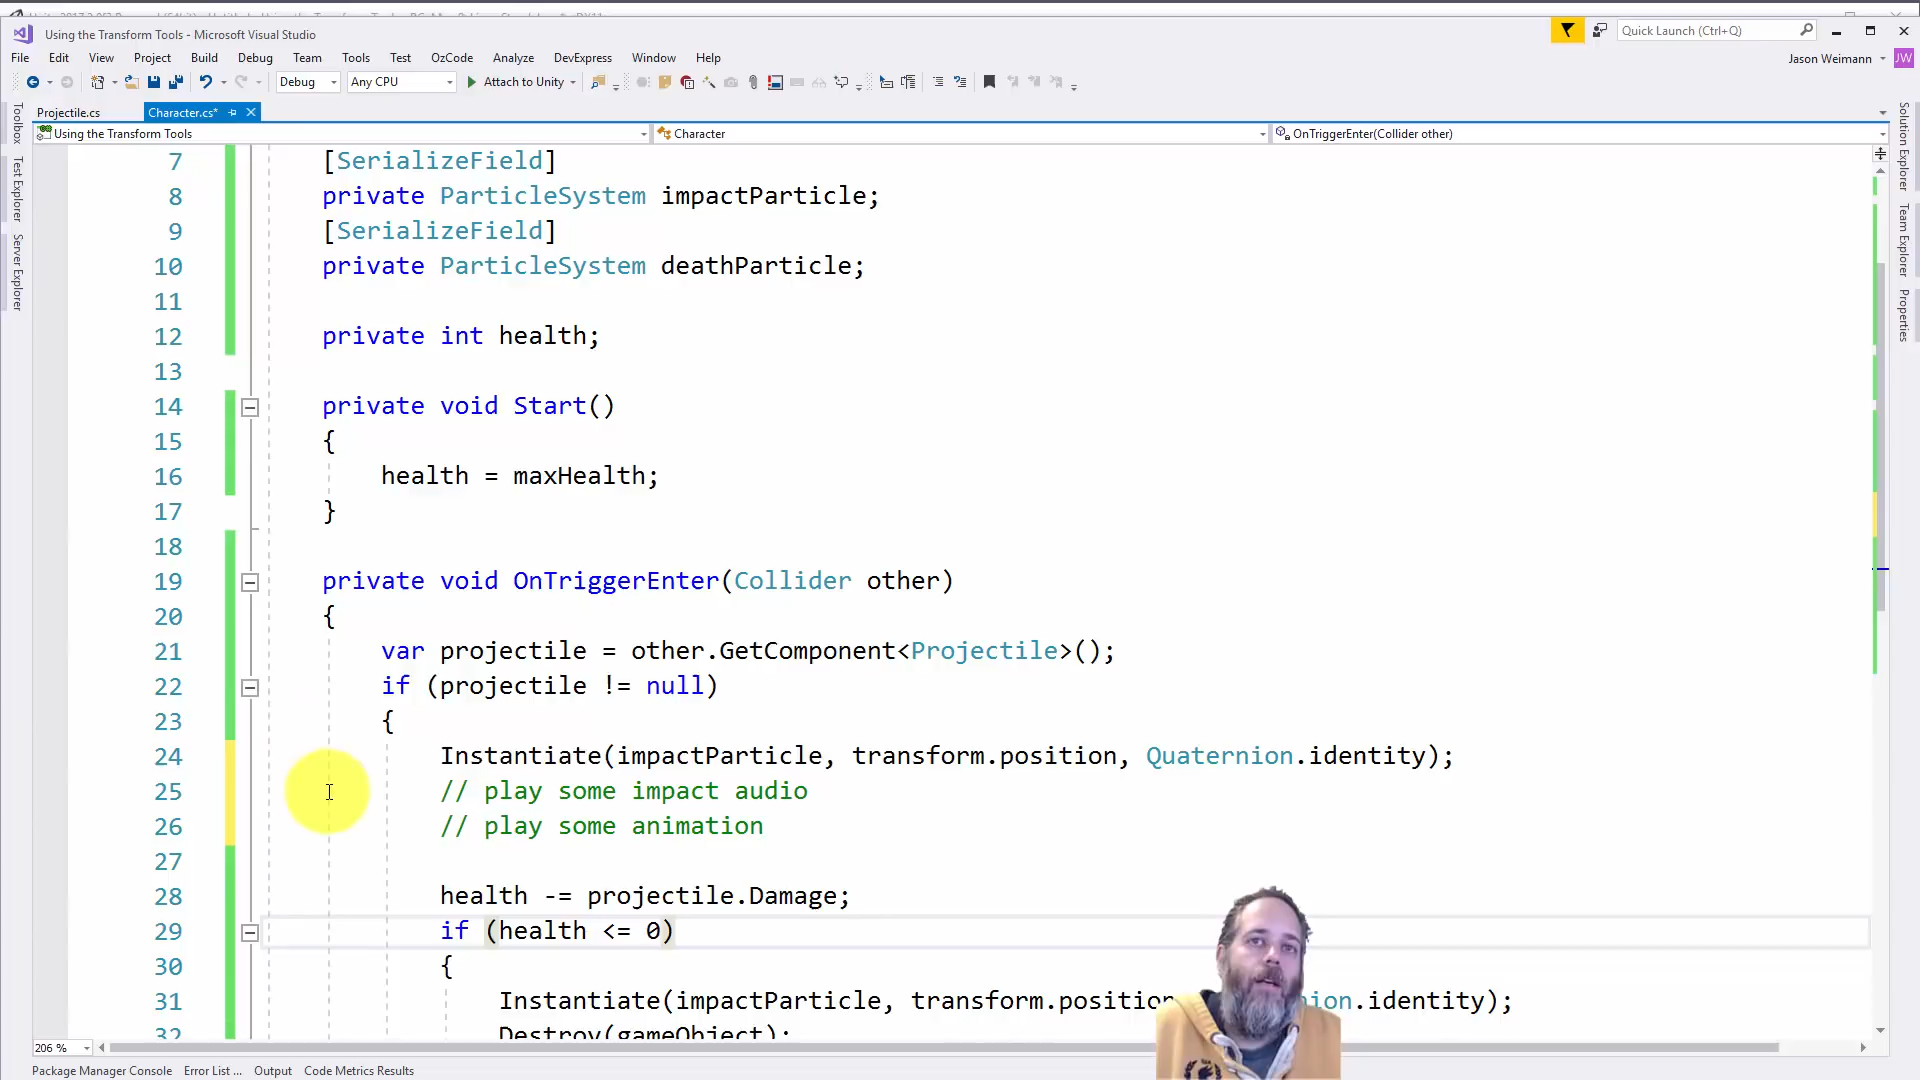 Using the Transform Tools - Microsoft Visual Studio
Quick Launch (Ctrl+Q)
File Edit View Project Build Debug Team Tools Test OzCode Analyze DevExpress Window Help
Jason Weimann JW
Debug Any CPU Attach to Unity
Projectile.cs Character.cs*
Using the Transform Tools Character OnTriggerEnter(Collider other)
Toolbox
Test Explorer
Server Explorer
Solution Explorer
Team Explorer
Properties
7 [SerializeField]
8 private ParticleSystem impactParticle;
9 [SerializeField]
10 private ParticleSystem deathParticle;
11
12 private int health;
13
14 private void Start()
15 {
16 health = maxHealth;
17 }
18
19 private void OnTriggerEnter(Collider other)
20 {
21 var projectile = other.GetComponent<Projectile>();
22 if (projectile != null)
23 {
24 Instantiate(impactParticle, transform.position, Quaternion.identity);
25 // play some impact audio
26 // play some animation
27
28 health -= projectile.Damage;
29 if (health <= 0)
30 {
31 Instantiate(impactParticle, transform.position nion.identity);
32 Destroy(gameObject);
206 %
Package Manager Console Error List ... Output Code Metrics Results